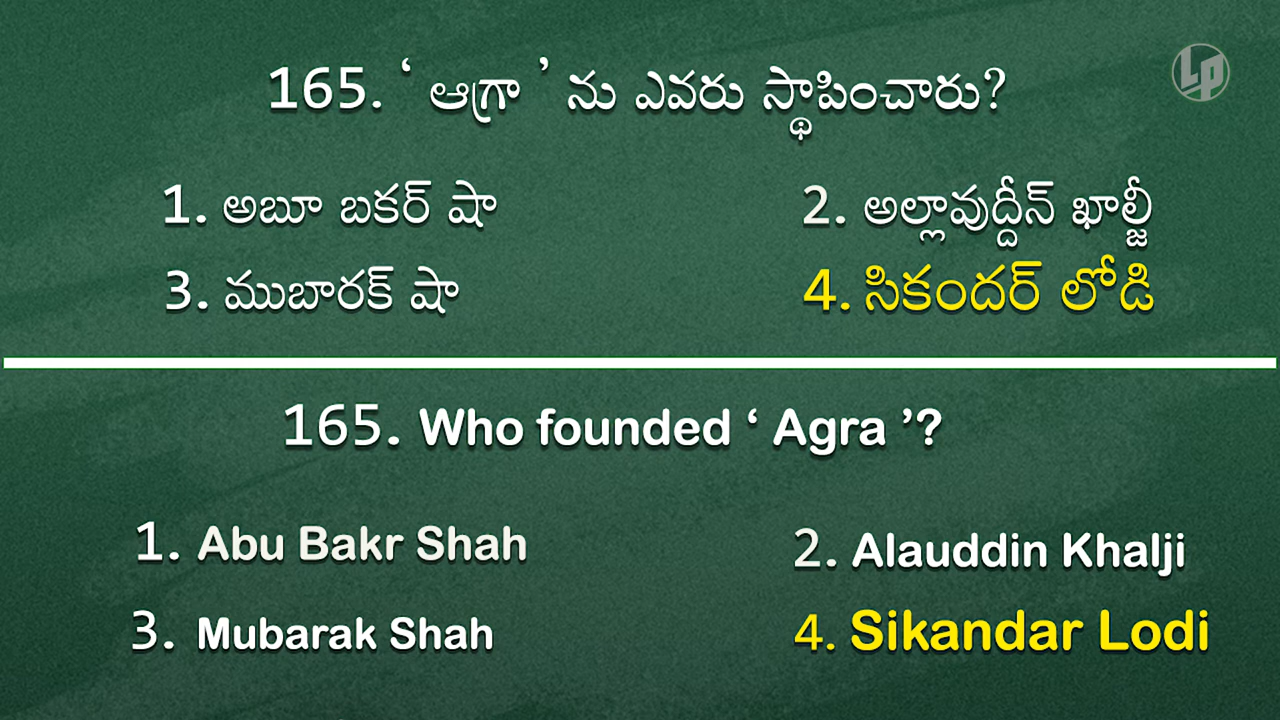 LP
165. ‘ ఆగ్రా ’ ను ఎవరు స్థాపించారు?
1. అబూ బకర్ షా 2. అల్లావుద్దీన్ ఖాల్జీ
3. ముబారక్ షా 4. సికందర్ లోడి
165. Who founded ‘ Agra ’?
1. Abu Bakr Shah 2. Alauddin Khalji
3. Mubarak Shah 4. Sikandar Lodi